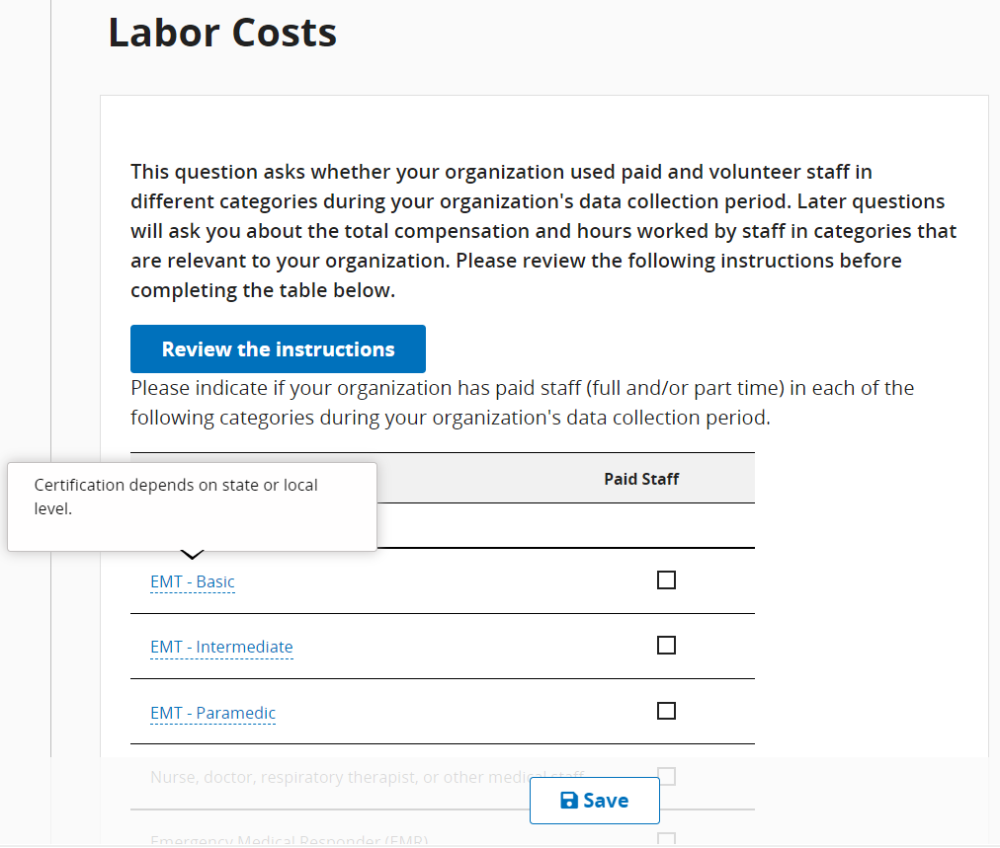 Labor Costs
This question asks whether your organization used paid and volunteer staff in
different categories during your organization's data collection period. Later questions
will ask you about the total compensation and hours worked by staff in categories that
are relevant to your organization. Please review the following instructions before
completing the table below.
Review the instructions
Please indicate if your organization has paid staff (full and/or part time) in each of the
following categories during your organization's data collection period.
Certification depends on state or local
level.
Paid Staff
EMT - Basic
EMT - Intermediate
EMT - Paramedic
Nurse, doctor, respiratory therapist, or other medical staff
Save
Emergency Medical Responder (EMR)